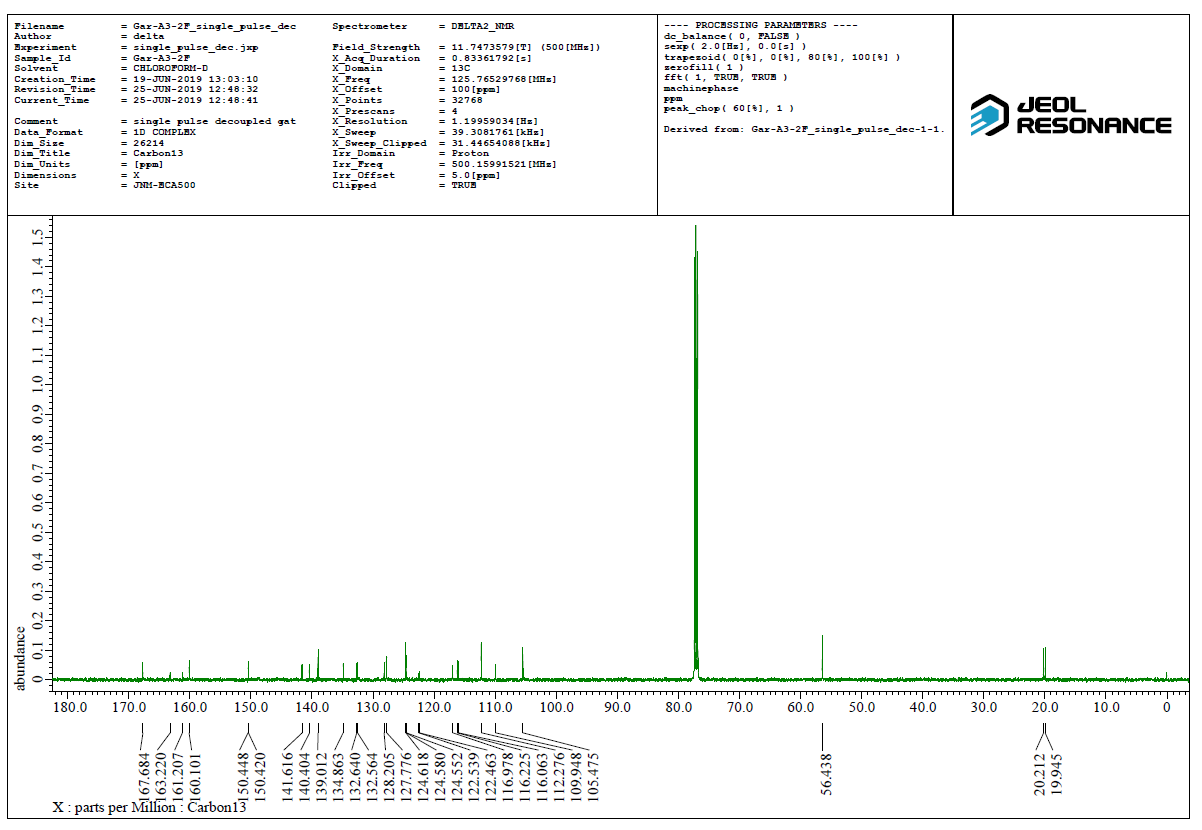 Filename = Gar-A3-2F_single_pulse_dec
Author = delta
Experiment = single_pulse_dec.jxp
Sample_Id = Gar-A3-2F
Solvent = CHLOROFORM-D
Creation_Time = 19-JUN-2019 13:03:10
Revision_Time = 25-JUN-2019 12:48:32
Current_Time = 25-JUN-2019 12:48:41
Comment = single pulse decoupled gat
Data_Format = 1D COMPLEX
Dim_Size = 26214
Dim_Title = Carbon13
Dim_Units = [ppm]
Dimensions = X
Site = JNM-ECA500
Spectrometer = DELTA2_NMR
Field_Strength = 11.7473579[T] (500[MHz])
X_Acq_Duration = 0.83361792[s]
X_Domain = 13C
X_Freq = 125.76529768[MHz]
X_Offset = 100[ppm]
X_Points = 32768
X_Prescans = 4
X_Resolution = 1.19959034[Hz]
X_Sweep = 39.3081761[kHz]
X_Sweep_Clipped = 31.44654088[kHz]
Irr_Domain = Proton
Irr_Freq = 500.15991521[MHz]
Irr_Offset = 5.0[ppm]
Clipped = TRUE
---- PROCESSING PARAMETERS ----
dc_balance( 0, FALSE )
sexp( 2.0[Hz], 0.0[s] )
trapezoid( 0[%], 0[%], 80[%], 100[%] )
zerofill( 1 )
fft( 1, TRUE, TRUE )
machinephase
ppm
peak_chop( 60[%], 1 )
Derived from: Gar-A3-2F_single_pulse_dec-1-1.
JEOL
RESONANCE
abundance
1.5
1.4
1.3
1.2
1.1
1.0
0.9
0.8
0.7
0.6
0.5
0.4
0.3
0.2
0.1
0
180.0 170.0 160.0 150.0 140.0 130.0 120.0 110.0 100.0 90.0 80.0 70.0 60.0 50.0 40.0 30.0 20.0 10.0 0
167.684
163.220
161.207
160.101
150.448
150.420
141.616
140.404
139.012
134.863
132.640
132.564
128.205
127.776
124.618
124.580
124.552
122.539
122.463
116.978
116.225
116.063
112.276
109.948
105.475
56.438
20.212
19.945
X : parts per Million : Carbon13